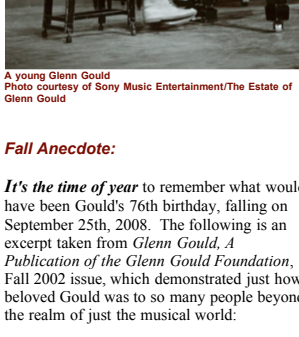 A young Glenn Gould
Photo courtesy of Sony Music Entertainment/The Estate of
Glenn Gould
Fall Anecdote:
It's the time of year to remember what would
have been Gould's 76th birthday, falling on
September 25th, 2008. The following is an
excerpt taken from Glenn Gould, A
Publication of the Glenn Gould Foundation,
Fall 2002 issue, which demonstrated just how
beloved Gould was to so many people beyond
the realm of just the musical world: